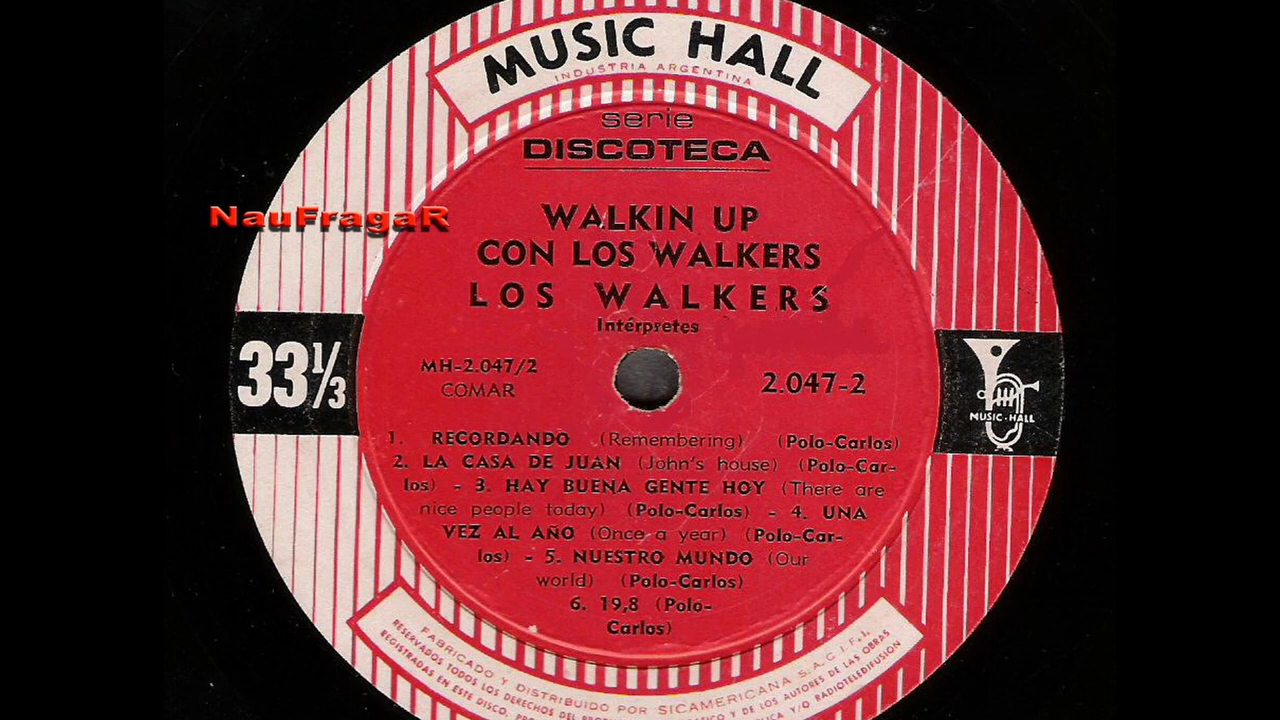 MUSIC HALL
INDUSTRIA ARGENTINA
serie
DISCOTECA
NauFragaR
WALKIN UP
CON LOS WALKERS
LOS WALKERS
Intérpretes
33 1/3
MH-2.047/2
COMAR
2.047-2
MUSIC-HALL
1. RECORDANDO (Remembering) (Polo-Carlos)
2. LA CASA DE JUAN (John's house) (Polo-Car-
los) - 3. HAY BUENA GENTE HOY (There are
nice people today) (Polo-Carlos) - 4. UNA
VEZ AL AÑO (Once a year) (Polo-Car-
los) - 5. NUESTRO MUNDO (Our
world) (Polo-Carlos)
6. 19,8 (Polo-
Carlos)
FABRICADO Y DISTRIBUIDO POR SICAMERICANA S.A.C.I.F.I.
RESERVADOS TODOS LOS DERECHOS DEL Y DE LOS AUTORES DE LAS OBRAS
REGISTRADAS EN ESTE DISCO, Y/O RADIOTELEDIFUSION